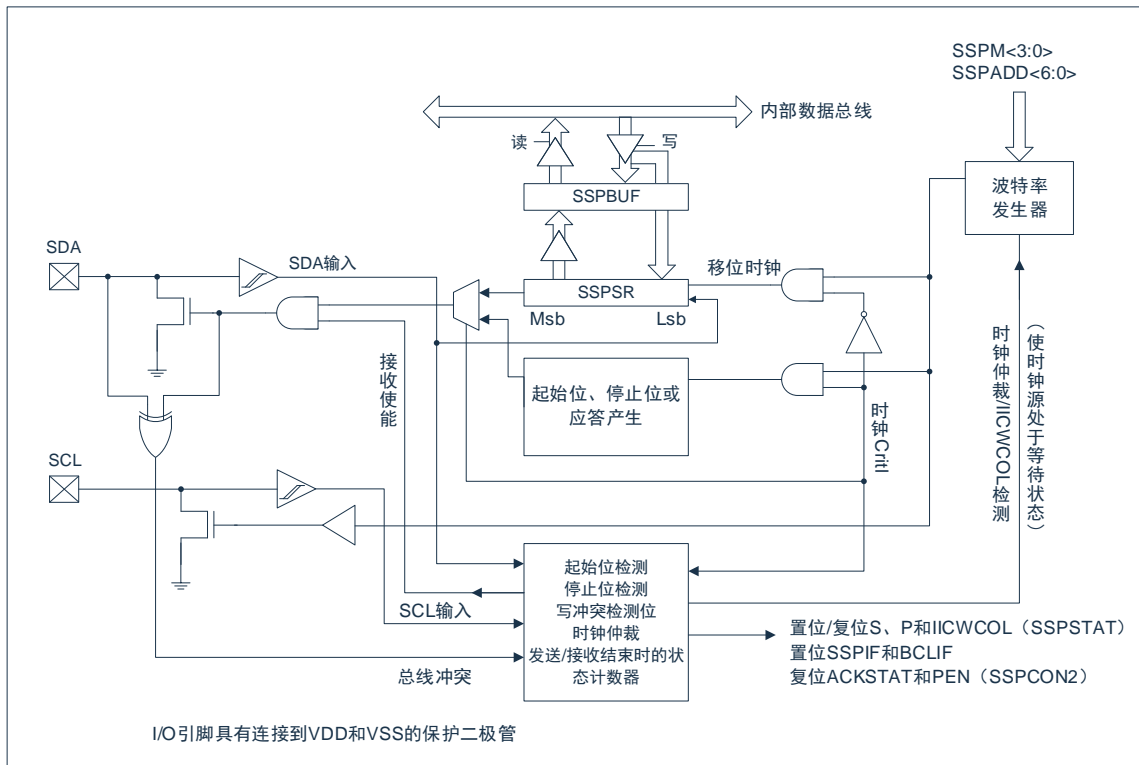 SSPM<3:0>
SSPADD<6:0>
内部数据总线
读
写
SSPBUF
波特率
发生器
SDA
SDA输入
移位时钟
SSPSR
Msb
Lsb
接收使能
起始位、停止位或
应答产生
时钟Critl
时钟仲裁/IICWCOL检测
(使时钟源处于等待状态)
SCL
SCL输入
起始位检测
停止位检测
写冲突检测位
时钟仲裁
发送/接收结束时的状
态计数器
总线冲突
置位/复位S、P和IICWCOL（SSPSTAT）
置位SSPIF和BCLIF
复位ACKSTAT和PEN（SSPCON2）
I/O引脚具有连接到VDD和VSS的保护二极管